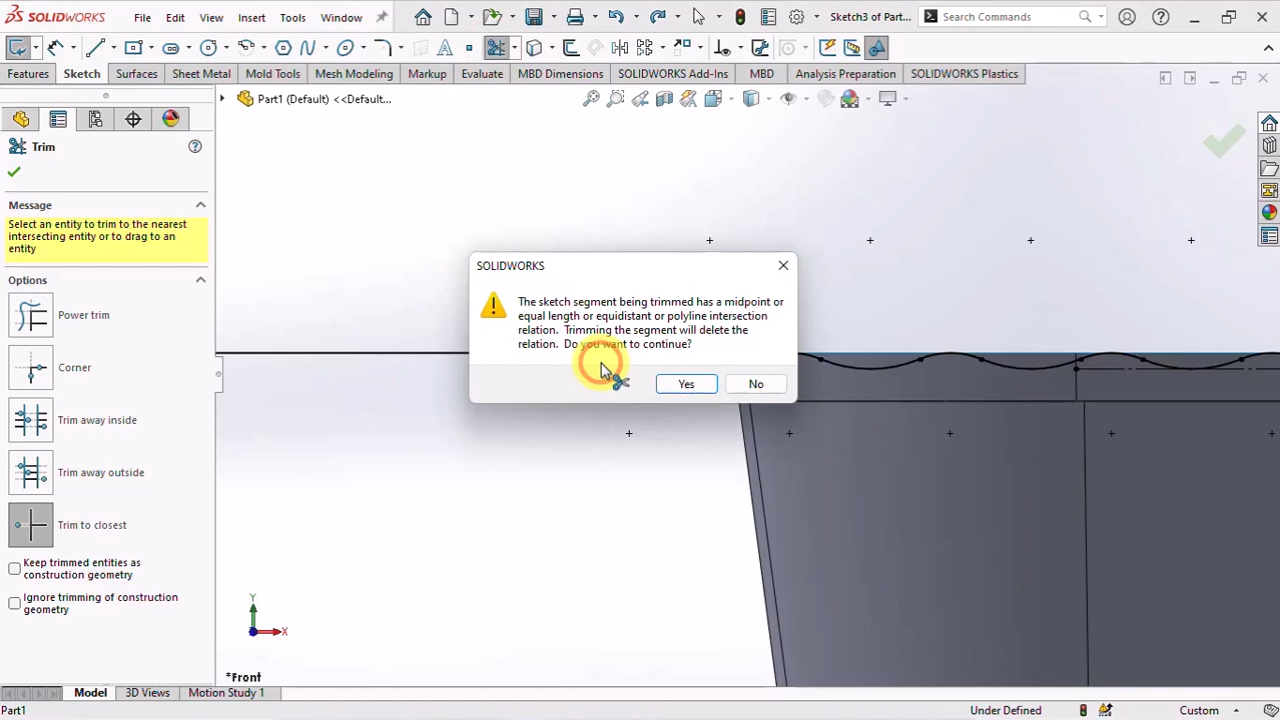 SOLIDWORKS File Edit View Insert Tools Window Sketch3 of Part... Search Commands
Features Sketch Surfaces Sheet Metal Mold Tools Mesh Modeling Markup Evaluate MBD Dimensions SOLIDWORKS Add-Ins MBD Analysis Preparation SOLIDWORKS Plastics
Part1 (Default) <<Default...
Trim
Message
Select an entity to trim to the nearest
intersecting entity or to drag to an
entity
Options
Power trim
Corner
Trim away inside
Trim away outside
Trim to closest
Keep trimmed entities as
construction geometry
Ignore trimming of construction
geometry
SOLIDWORKS
The sketch segment being trimmed has a midpoint or
equal length or equidistant or polyline intersection
relation. Trimming the segment will delete the
relation. Do you want to continue?
Yes No
Y
X
*Front
Model 3D Views Motion Study 1
Part1 Under Defined Custom